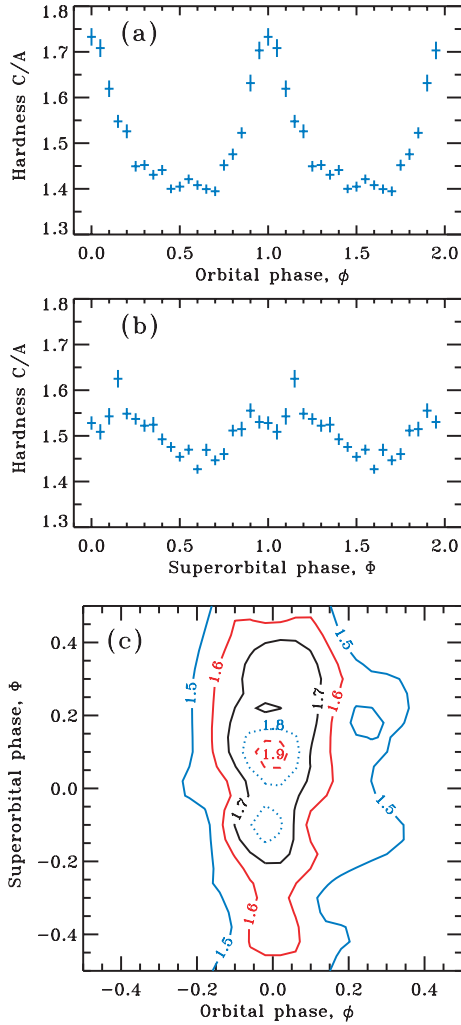 (a)
Hardness C/A
1.8
1.7
1.6
1.5
1.4
1.3
0.0 0.5 1.0 1.5 2.0
Orbital phase, ϕ
(b)
Hardness C/A
1.8
1.7
1.6
1.5
1.4
1.3
0.0 0.5 1.0 1.5 2.0
Superorbital phase, Φ
(c)
Superorbital phase, Φ
0.4
0.2
0.0
−0.2
−0.4
1.5
1.6
1.7
1.6
1.5
1.8
1.9
1.7
1.5
1.6
1.5
−0.4 −0.2 0.0 0.2 0.4
Orbital phase, ϕ